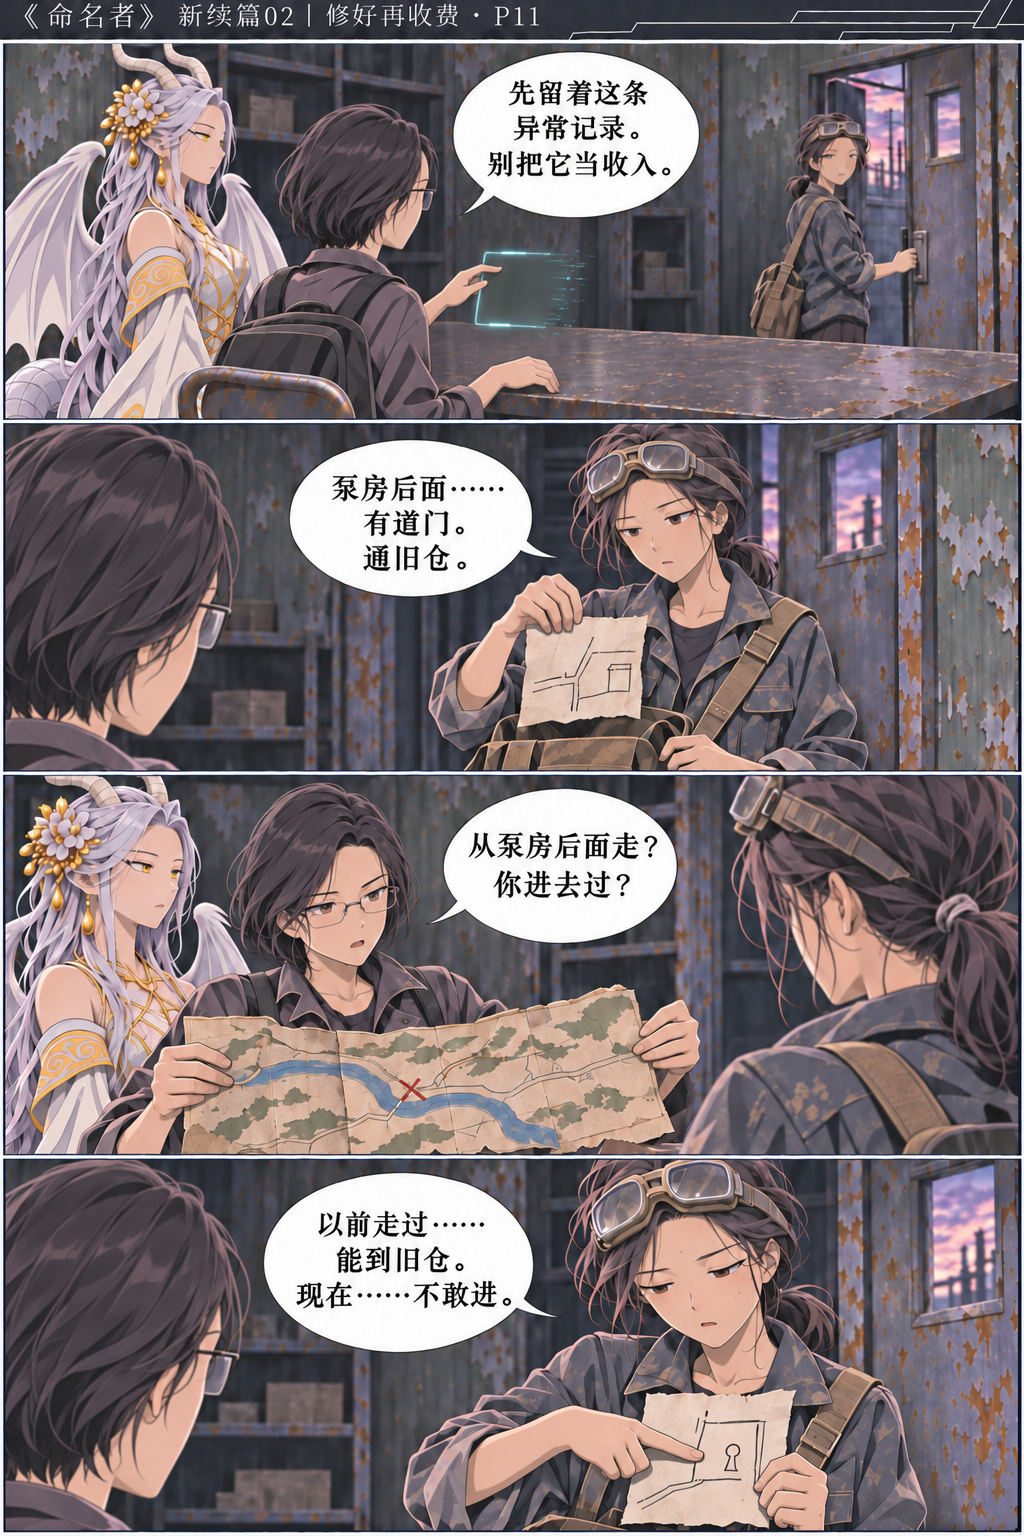 《命名者》 新续篇02｜修好再收费·P11
先留着这条
异常记录。
别把它当收入。
泵房后面……
有道门。
通旧仓。
从泵房后面走？
你进去过？
以前走过……
能到旧仓。
现在……不敢进。